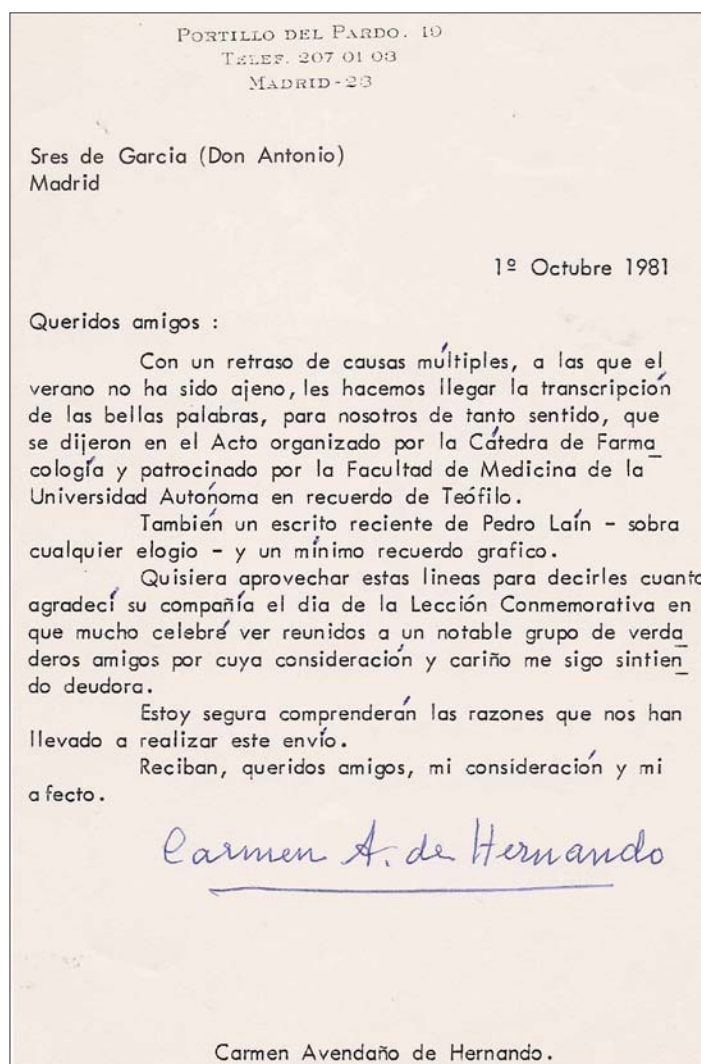 PORTILLO DEL PARDO. 19
TELEF. 207 01 03
MADRID-23
Sres de Garcia (Don Antonio)
Madrid
1º Octubre 1981
Queridos amigos :
Con un retraso de causas múltiples, a las que el
verano no ha sido ajeno, les hacemos llegar la transcripción
de las bellas palabras, para nosotros de tanto sentido, que
se dijeron en el Acto organizado por la Cátedra de Farma_
cología y patrocinado por la Facultad de Medicina de la
Universidad Autónoma en recuerdo de Teófilo.
También un escrito reciente de Pedro Laín - sobra
cualquier elogio - y un mínimo recuerdo grafico.
Quisiera aprovechar estas lineas para decirles cuanto
agradecí su compañía el dia de la Lección Conmemorativa en
que mucho celebré ver reunidos a un notable grupo de verda_
deros amigos por cuya consideración y cariño me sigo sintien_
do deudora.
Estoy segura comprenderán las razones que nos han
llevado a realizar este envío.
Reciban, queridos amigos, mi consideración y mi
afecto.
Carmen A. de Hernando
Carmen Avendaño de Hernando.